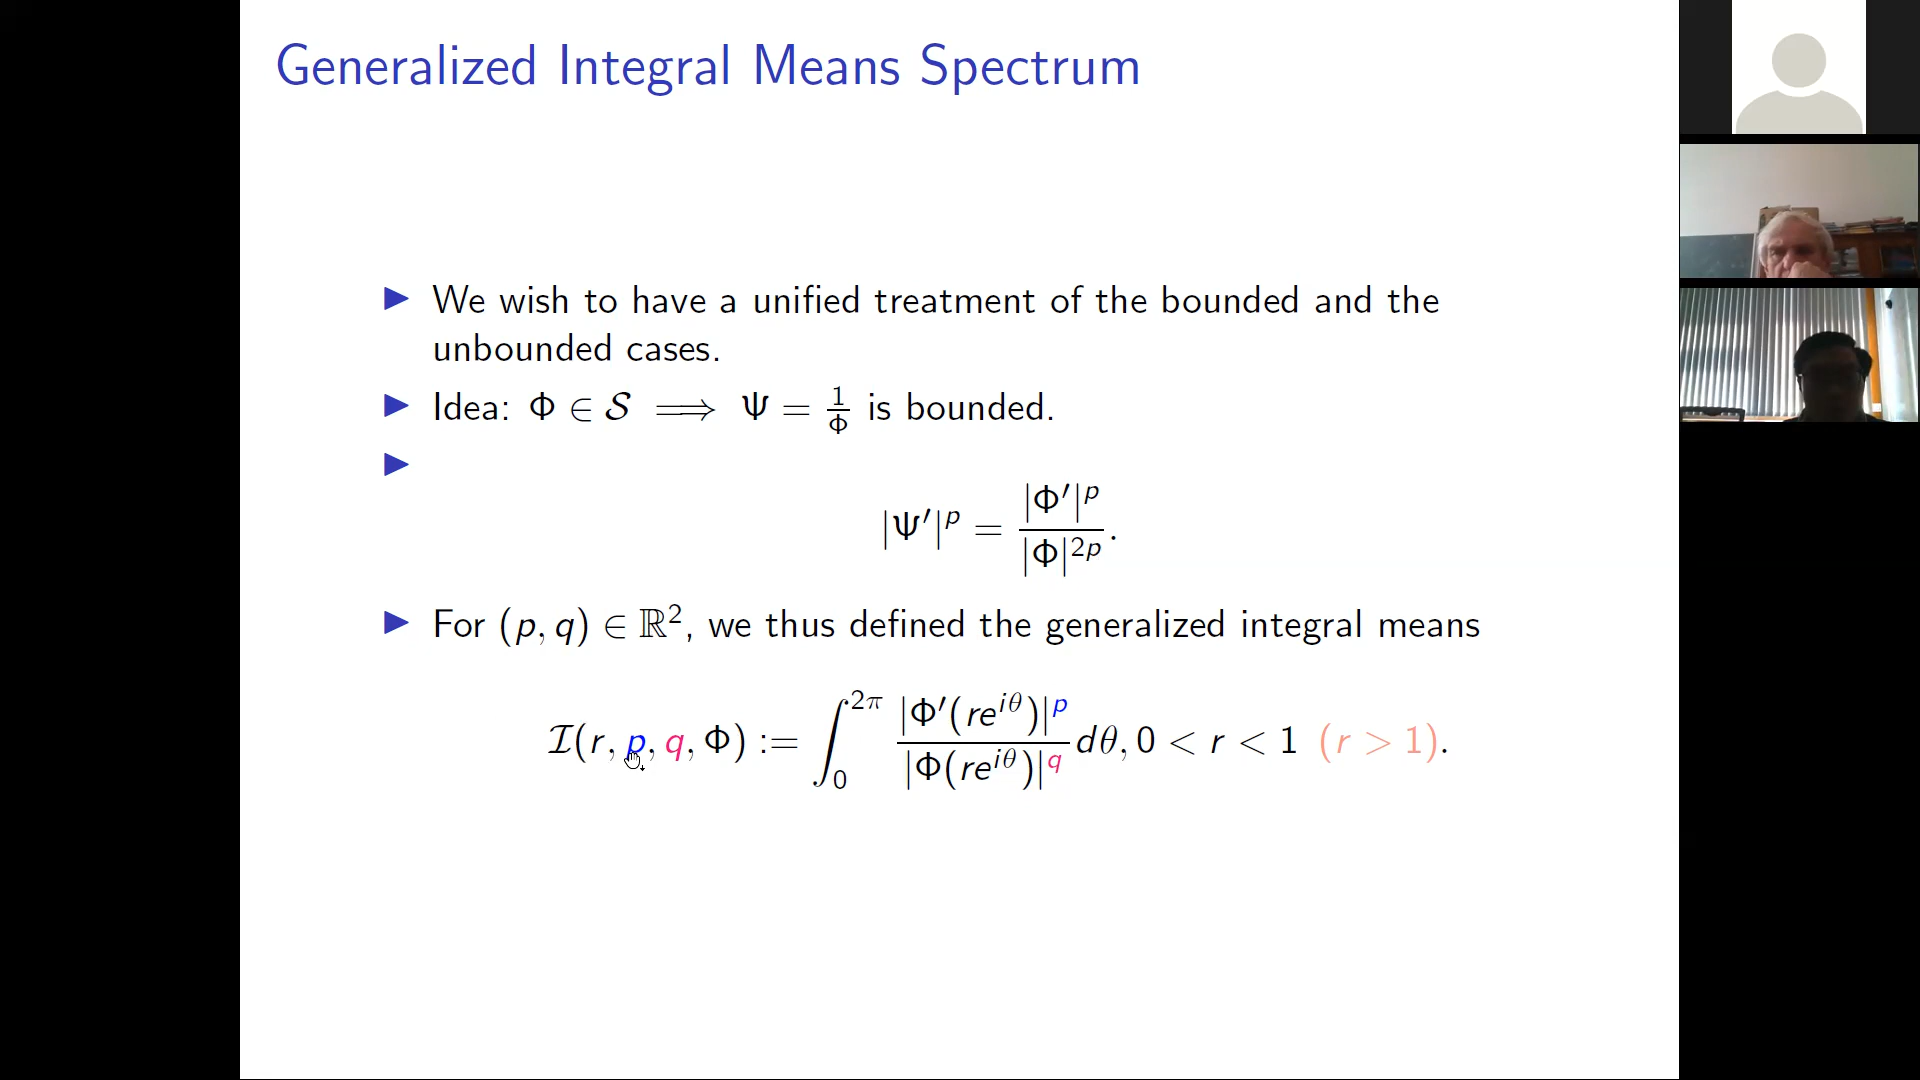 Generalized Integral Means Spectrum
▶ We wish to have a unified treatment of the bounded and the
unbounded cases.
▶ Idea: Φ ∈ 𝒮 ⟹ Ψ = 1/Φ is bounded.
▶
|Ψ′|^p = |Φ′|^p / |Φ|^{2p}.
▶ For (p, q) ∈ ℝ², we thus defined the generalized integral means
ℐ(r, p, q, Φ) := ∫_0^{2π} |Φ′(re^{iθ})|^p / |Φ(re^{iθ})|^q dθ, 0 < r < 1 (r > 1).